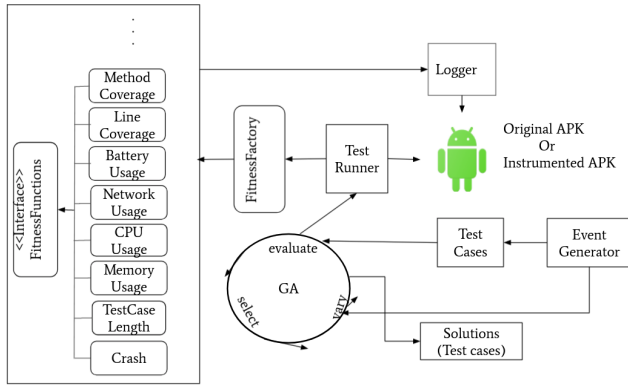 .
.
.
Method
Coverage
Line
Coverage
Battery
Usage
Network
Usage
CPU
Usage
Memory
Usage
TestCase
Length
Crash
<<Interface>>
FitnessFunctions
FitnessFactory
Test
Runner
Logger
Original APK
Or
Instrumented APK
evaluate
GA
select
vary
Test
Cases
Event
Generator
Solutions
(Test cases)